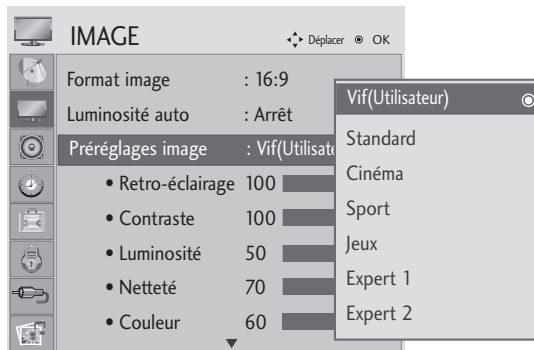 IMAGE
Déplacer OK
Format image : 16:9
Luminosité auto : Arrêt
Préréglages image : Vif(Utilisate
• Retro-éclairage 100
• Contraste 100
• Luminosité 50
• Netteté 70
• Couleur 60
Vif(Utilisateur)
Standard
Cinéma
Sport
Jeux
Expert 1
Expert 2